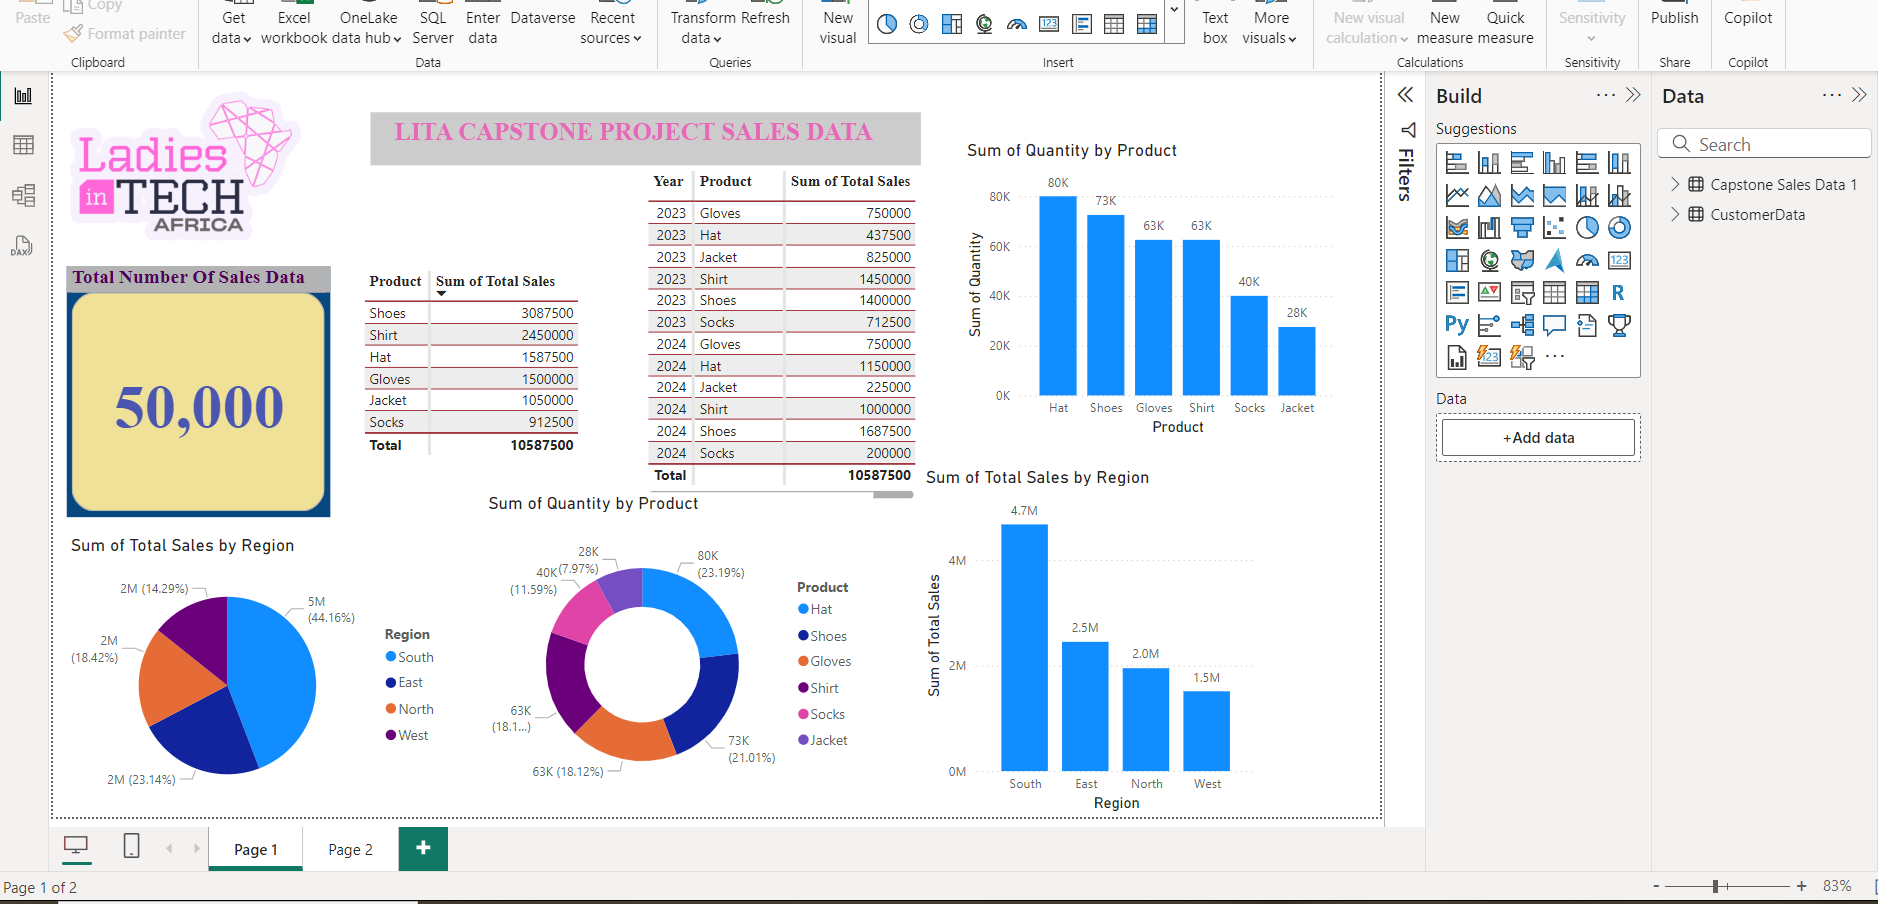 Paste
Copy
Format painter
Clipboard
Get data
Excel workbook
OneLake data hub
SQL Server
Enter data
Dataverse
Recent sources
Data
Transform data
Refresh
Queries
New visual
Text box
More visuals
Insert
New visual calculation
New measure
Quick measure
Calculations
Sensitivity
Sensitivity
Publish
Share
Copilot
Copilot
DAX
Ladies
in TECH
AFRICA
LITA CAPSTONE PROJECT SALES DATA
Total Number Of Sales Data
50,000
Product Sum of Total Sales
Shoes 3087500
Shirt 2450000
Hat 1587500
Gloves 1500000
Jacket 1050000
Socks 912500
Total 10587500
Year Product Sum of Total Sales
2023 Gloves 750000
2023 Hat 437500
2023 Jacket 825000
2023 Shirt 1450000
2023 Shoes 1400000
2023 Socks 712500
2024 Gloves 750000
2024 Hat 1150000
2024 Jacket 225000
2024 Shirt 1000000
2024 Shoes 1687500
2024 Socks 200000
Total 10587500
Sum of Quantity by Product
80K
73K
63K
63K
40K
28K
80K
60K
40K
20K
0K
Sum of Quantity
Hat Shoes Gloves Shirt Socks Jacket
Product
Sum of Total Sales by Region
2M (14.29%)
5M
(44.16%)
2M
(18.42%)
2M (23.14%)
Region
South
East
North
West
Sum of Quantity by Product
28K
(7.97%)
80K
(23.19%)
40K
(11.59%)
63K
(18.1...)
73K
(21.01%)
63K (18.12%)
Product
Hat
Shoes
Gloves
Shirt
Socks
Jacket
Sum of Total Sales by Region
4.7M
2.5M
2.0M
1.5M
4M
2M
0M
Sum of Total Sales
South East North West
Region
Filters
Build
Suggestions
123
R
Py
123
Data
+Add data
Data
Search
Capstone Sales Data 1
CustomerData
Page 1
Page 2
Page 1 of 2
83%